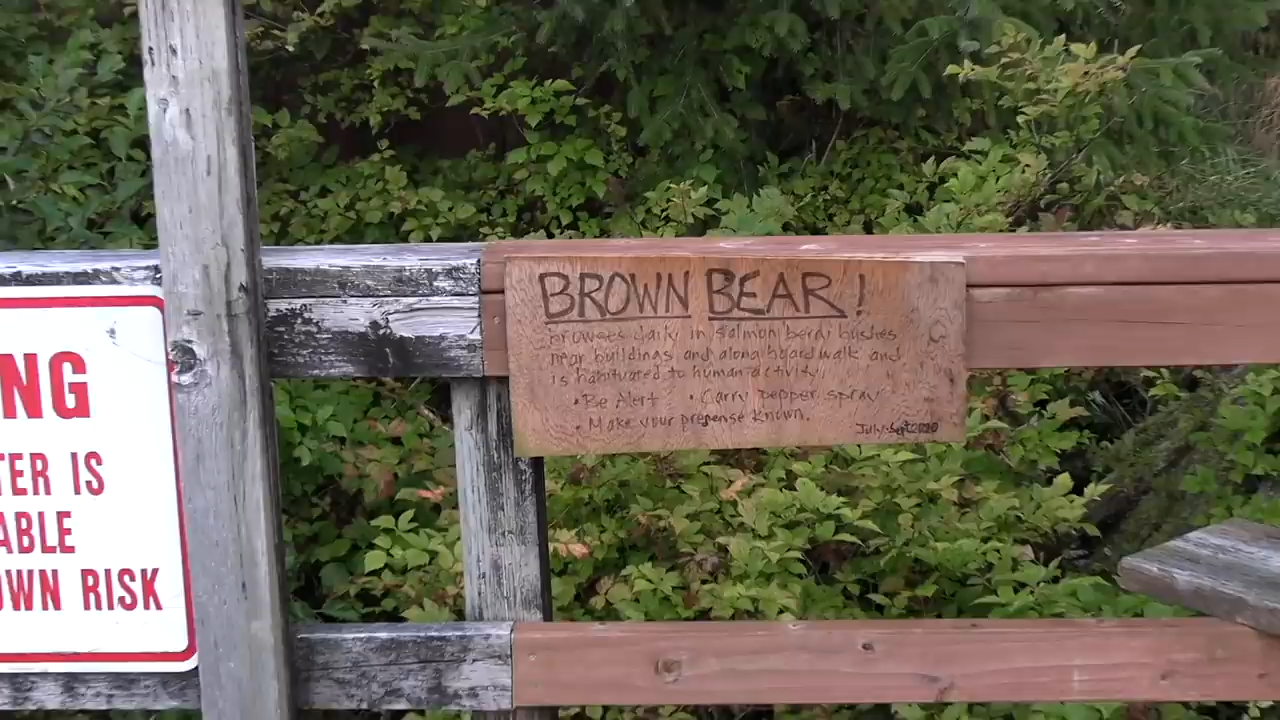 NG
TER IS
ABLE
OWN RISK
BROWN BEAR!
browses daily in salmon berry bushes
near buildings and along boardwalk and
is habituated to human activity.
• Be Alert • Carry pepper spray
• Make your presense known.
July-Sept 2020